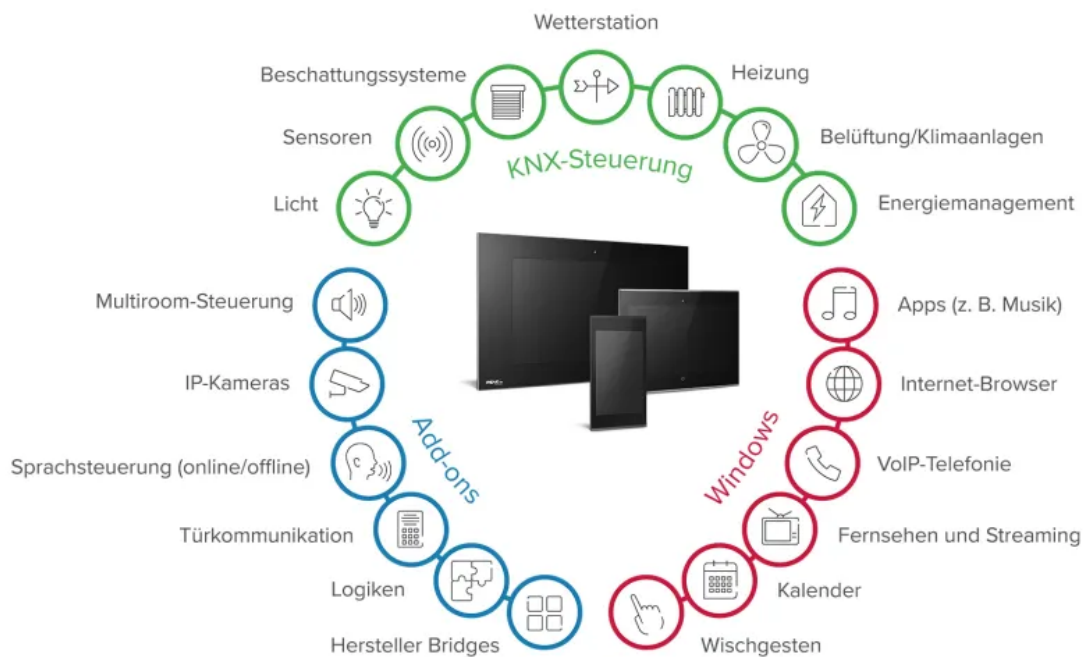 Wetterstation
Beschattungssysteme
Heizung
Sensoren
Belüftung/Klimaanlagen
KNX-Steuerung
Licht
Energiemanagement
Multiroom-Steuerung
Apps (z. B. Musik)
IP-Kameras
Internet-Browser
Add-ons
Windows
Sprachsteuerung (online/offline)
VoIP-Telefonie
Türkommunikation
Fernsehen und Streaming
Logiken
Kalender
Hersteller Bridges
Wischgesten